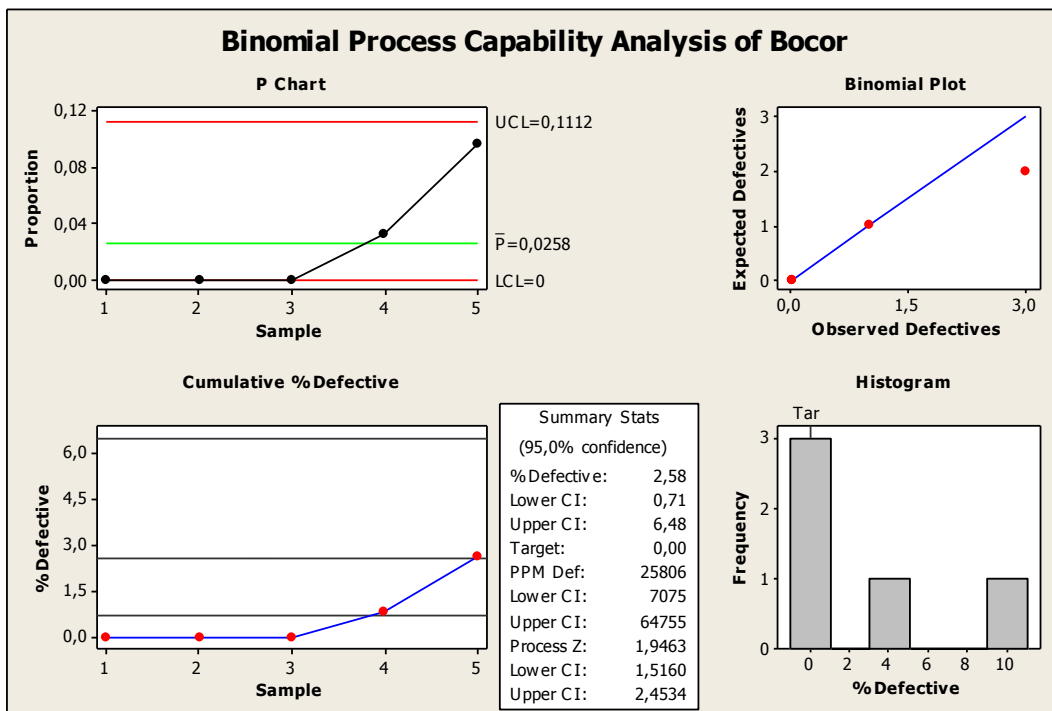 Binomial Process Capability Analysis of Bocor
P Chart
0,12
0,08
0,04
0,00
Proportion
1 2 3 4 5
Sample
UCL=0,1112
P̅=0,0258
LCL=0
Binomial Plot
3
2
1
0
Expected Defectives
0,0 1,5 3,0
Observed Defectives
Cumulative %Defective
6,0
4,5
3,0
1,5
0,0
%Defective
1 2 3 4 5
Sample
Summary Stats
(95,0% confidence)
%Defective: 2,58
Lower CI: 0,71
Upper CI: 6,48
Target: 0,00
PPM Def: 25806
Lower CI: 7075
Upper CI: 64755
Process Z: 1,9463
Lower CI: 1,5160
Upper CI: 2,4534
Histogram
Tar
3
2
1
0
Frequency
0 2 4 6 8 10
%Defective